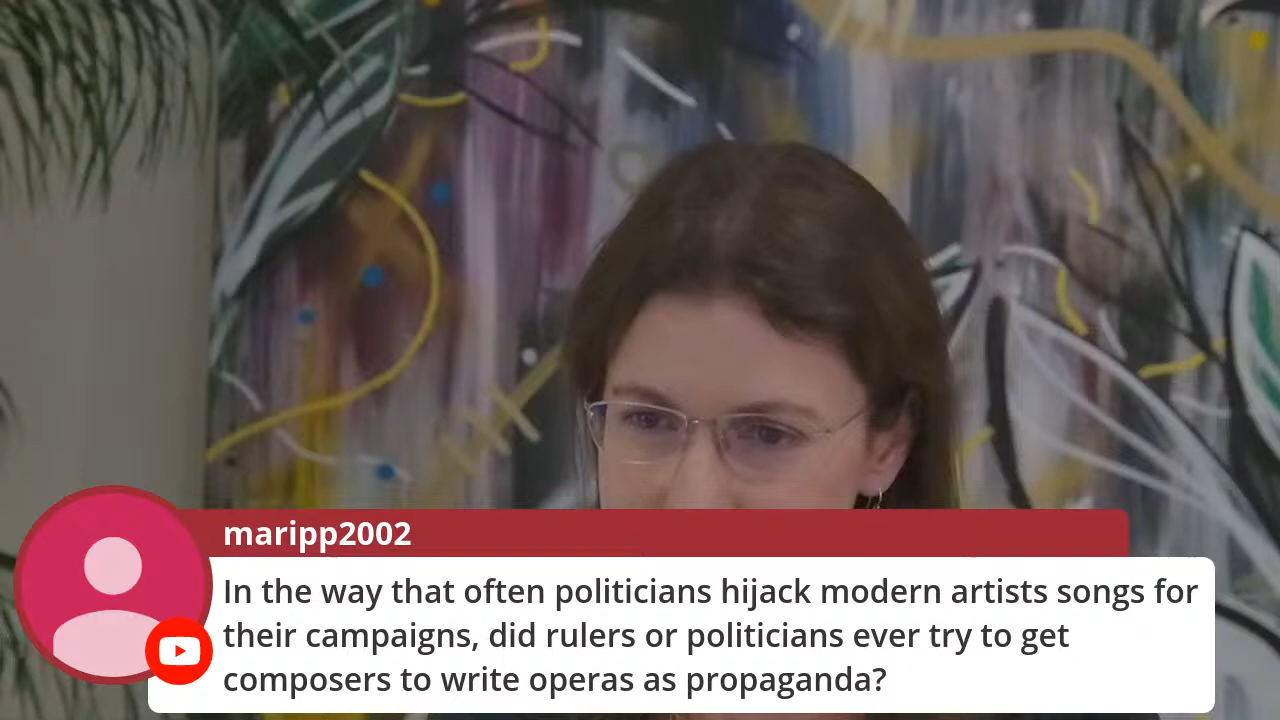 maripp2002
In the way that often politicians hijack modern artists songs for
their campaigns, did rulers or politicians ever try to get
composers to write operas as propaganda?